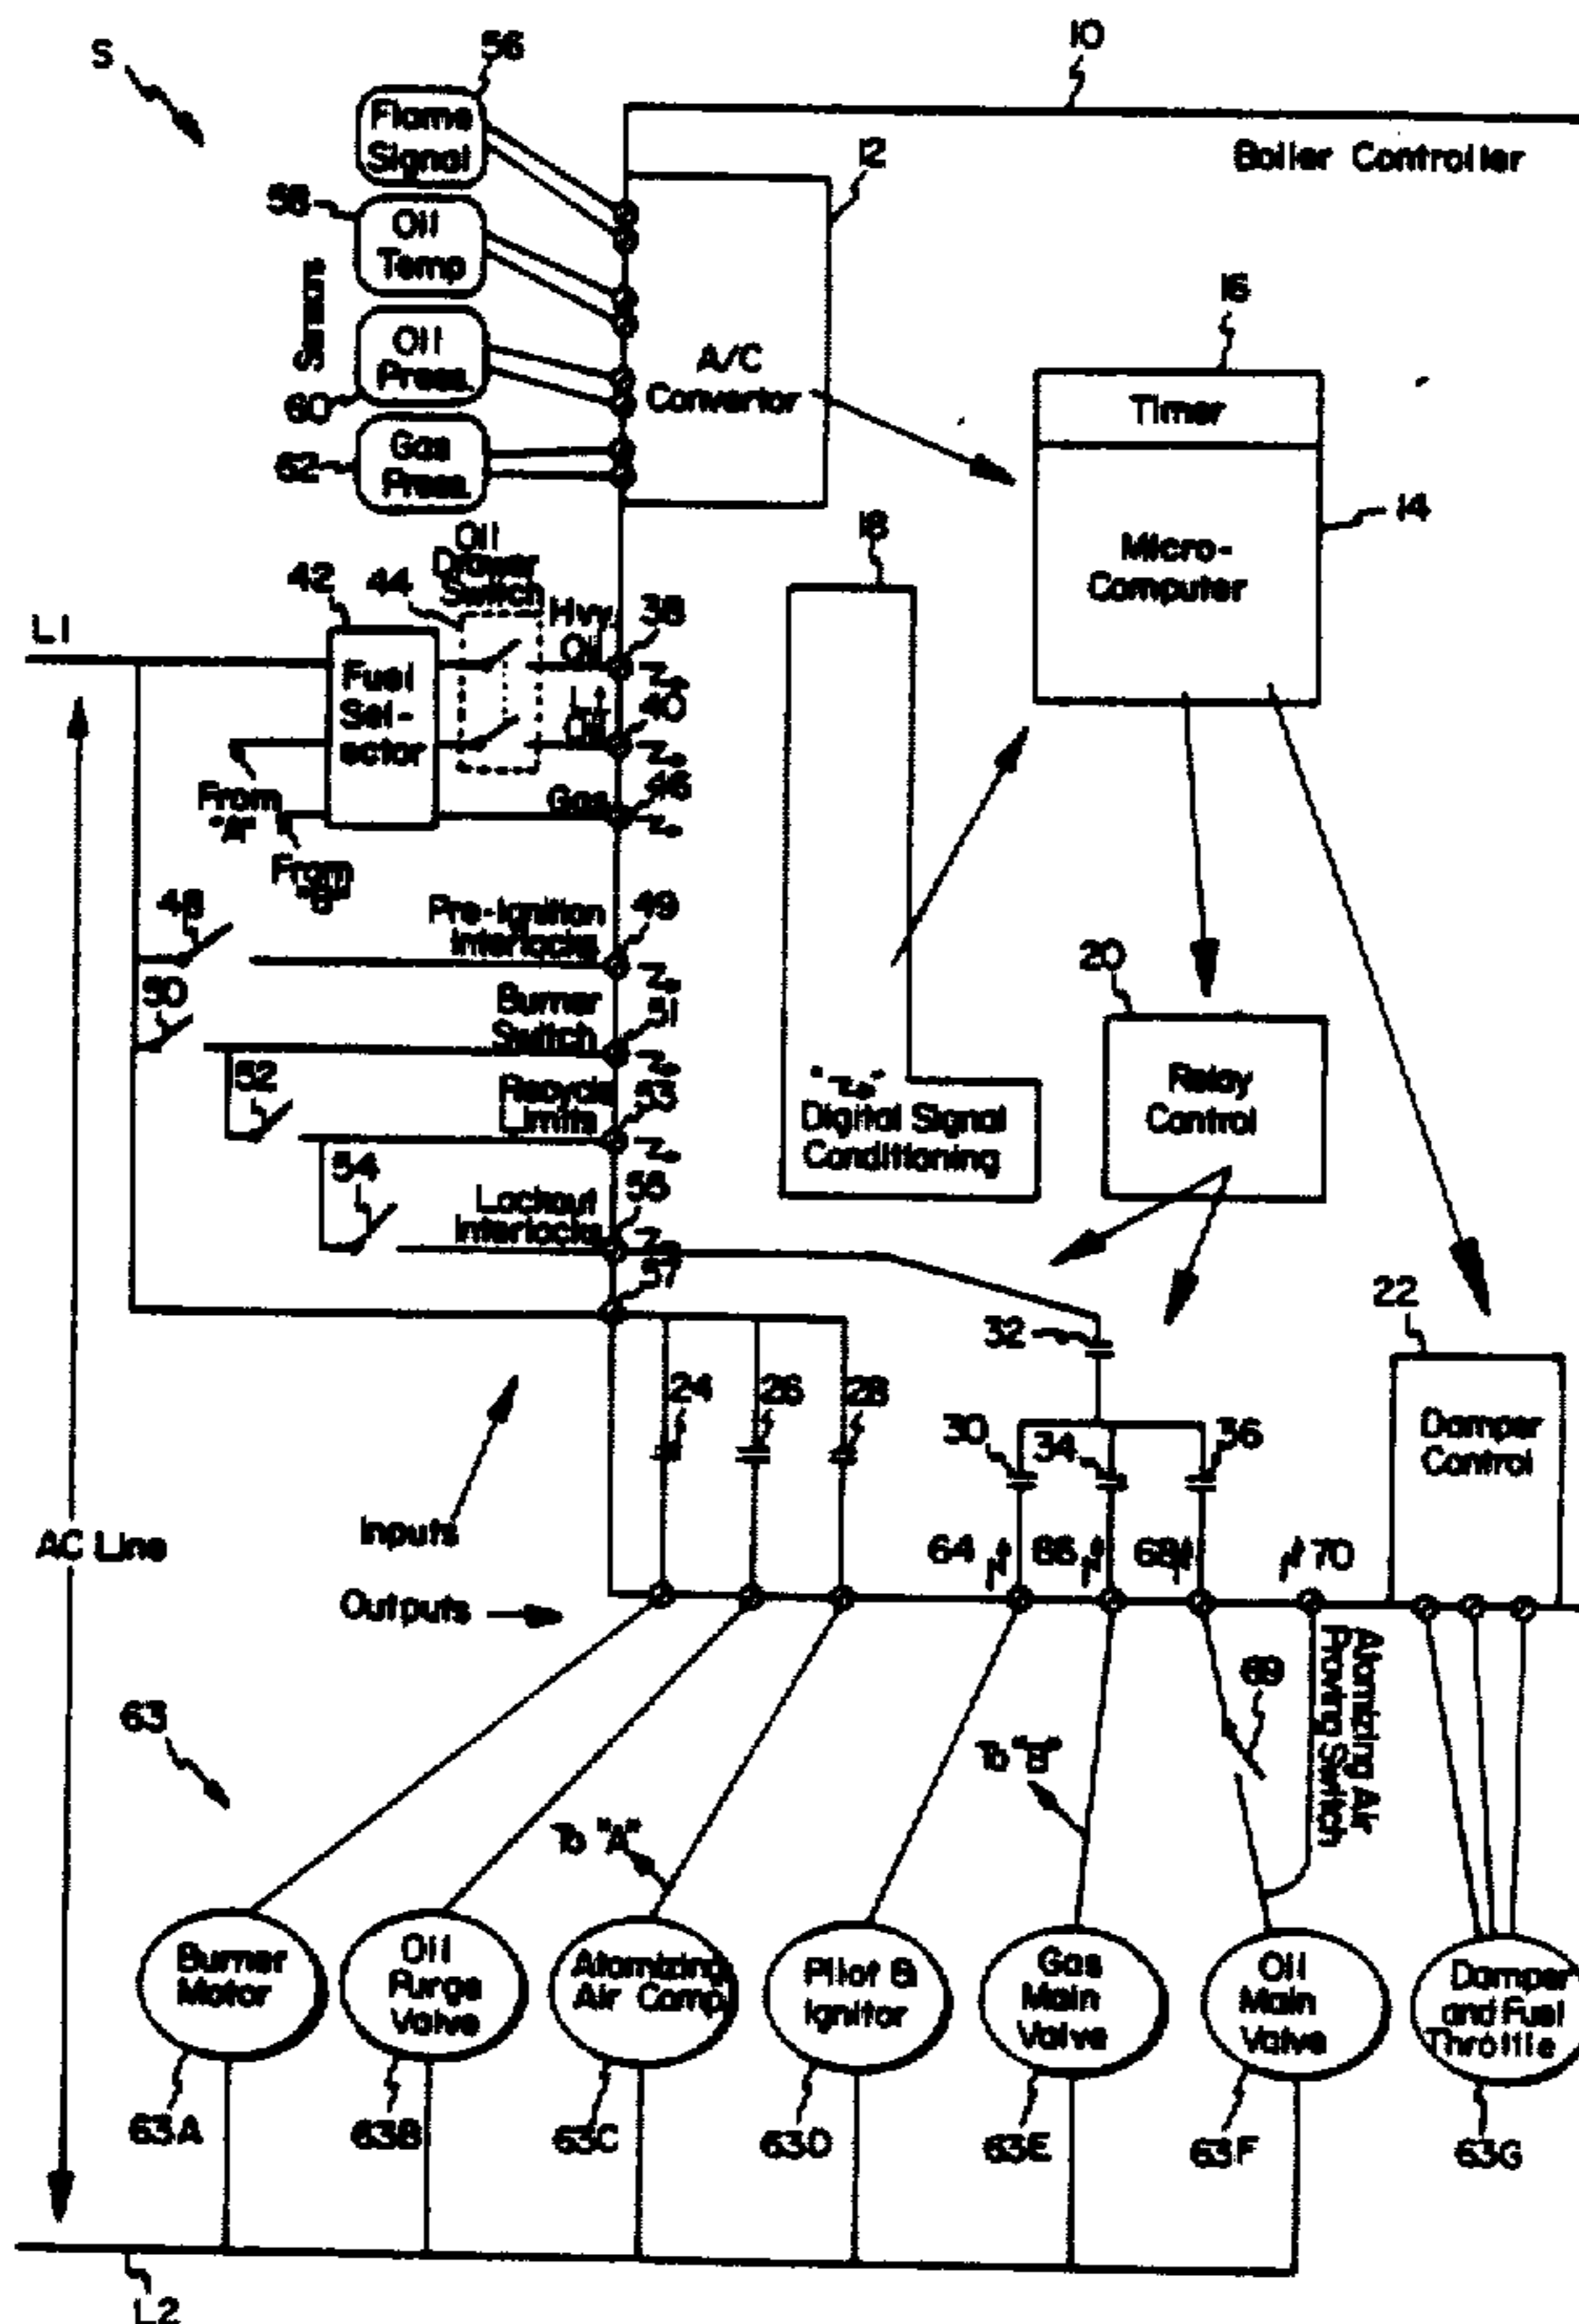 S
56
10
Flame
Signal
12
Boiler Controller
58
Oil
Temp
Sensors
16
Oil
Press.
60
A/C
Convertor
Timer
Gas
Press.
62
14
18
Micro-
Computer
Oil
Drawer
Switch
42
44
Hvy.
Oil
38
L1
Fuel
Sel-
ector
Lt.
Oil
40
From
"A"
Gas
46
From
"B"
48
Pre-Ignition
Interlocks
49
20
50
Burner
Switch
51
52
Recycle
Limits
53
Relay
Control
Digital Signal
Conditioning
54
Lockout
Interlocks
55
57
22
32
24
26
28
30
34
36
Damper
Control
Inputs
AC Line
64
66
68
70
Outputs
69
Atomizing Air
Proving Switch
63
To "B"
To "A"
Burner
Motor
Oil
Purge
Valve
Atomizing
Air Comp.
Pilot &
Ignitor
Gas
Main
Valve
Oil
Main
Valve
Damper
and Fuel
Throttle
63A
63B
63C
63D
63E
63F
63G
L2